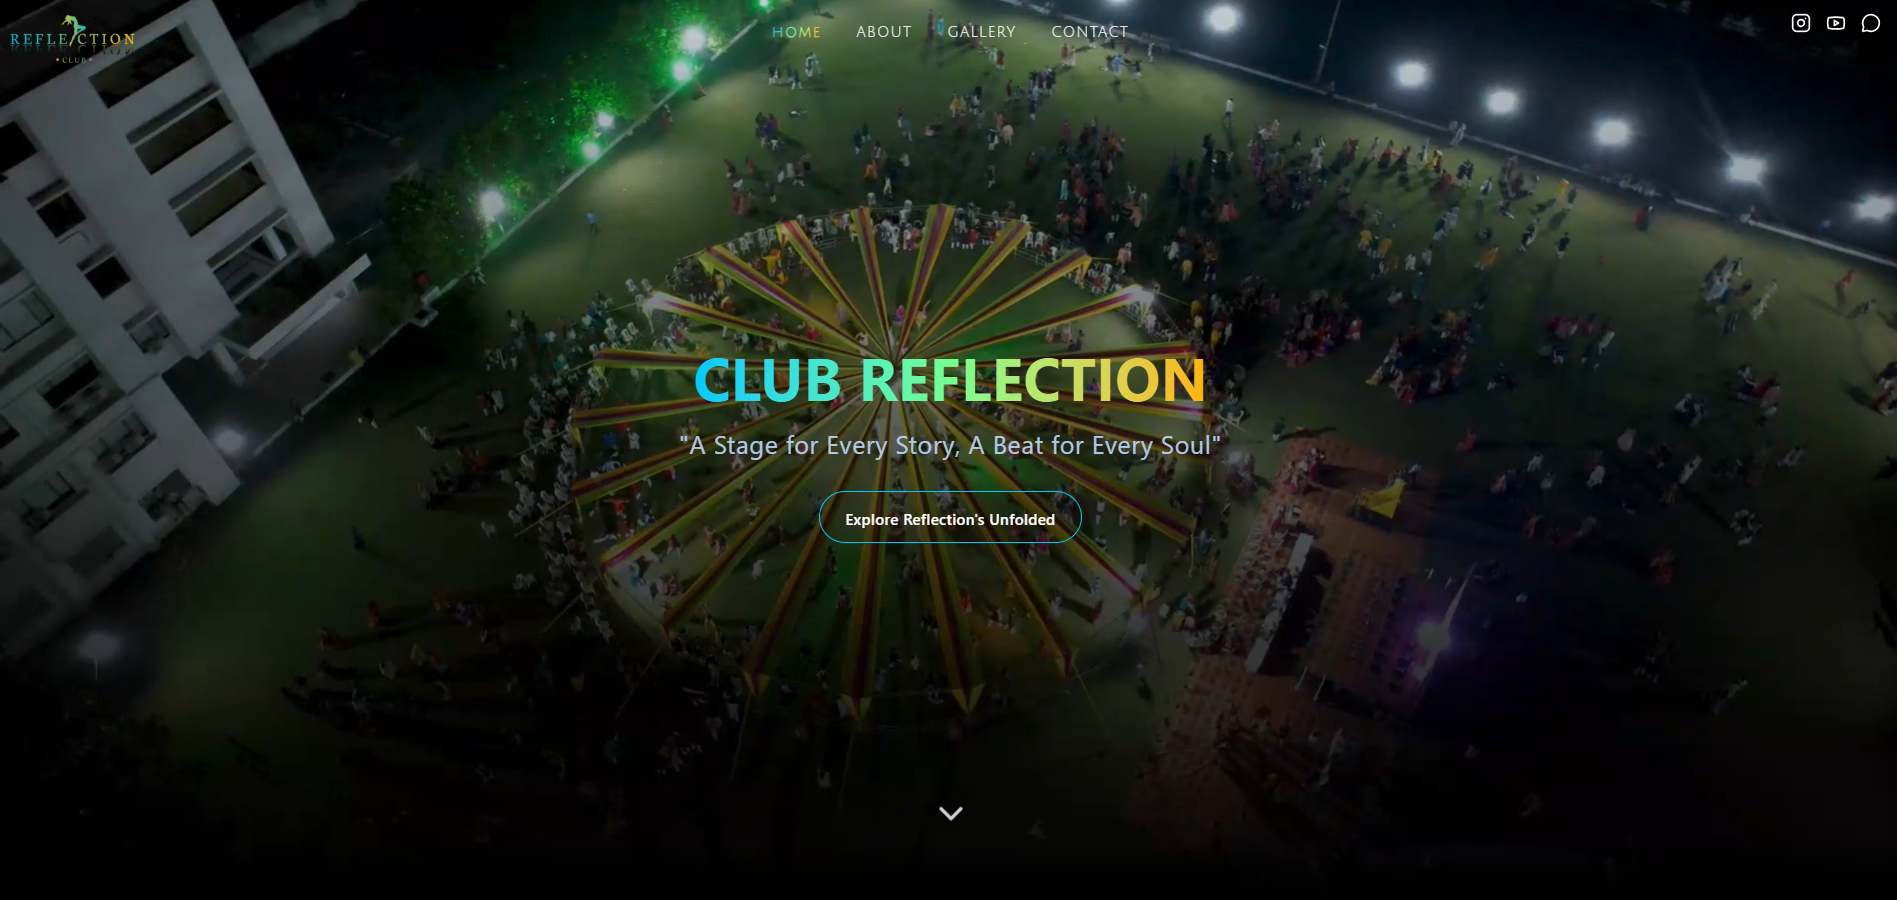 REFLECTION
• CLUB •
HOME ABOUT GALLERY CONTACT
CLUB REFLECTION
"A Stage for Every Story, A Beat for Every Soul"
Explore Reflection's Unfolded